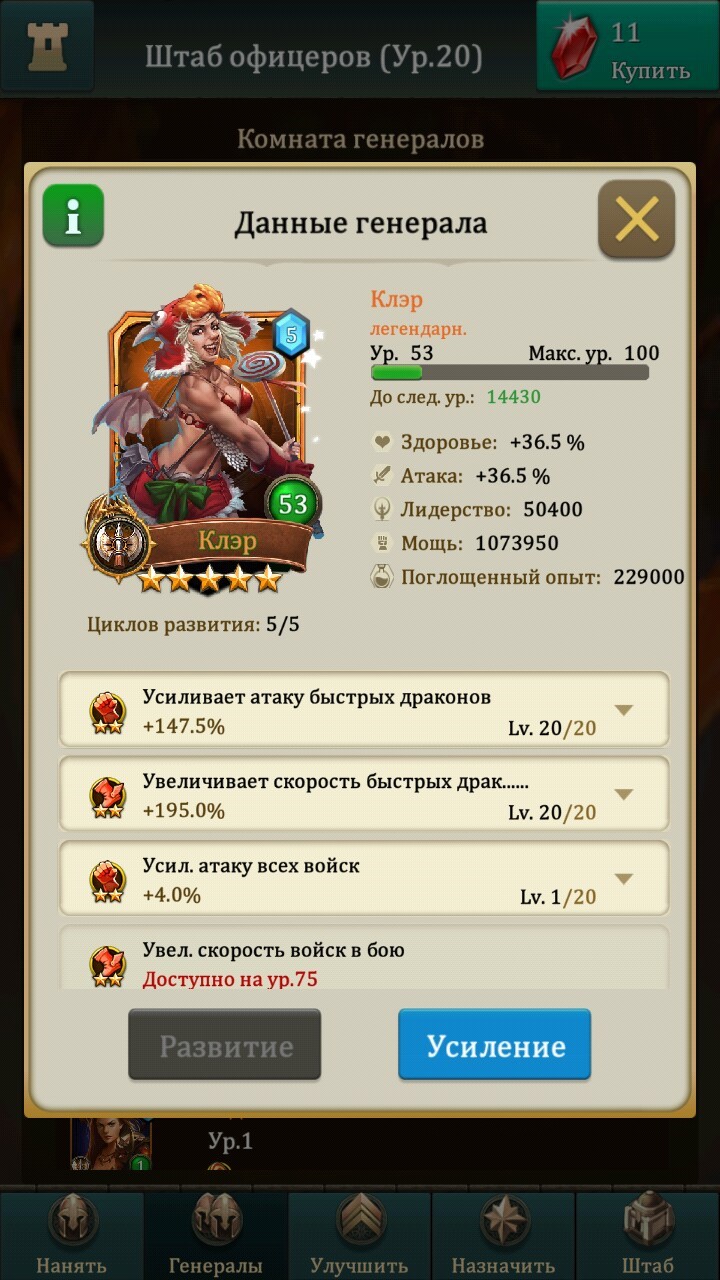 Штаб офицеров (Ур.20)
11
Купить
Комната генералов
Данные генерала
Клэр
легендарн.
Ур. 53 Макс. ур. 100
До след. ур.: 14430
Здоровье: +36.5 %
Атака: +36.5 %
Лидерство: 50400
Мощь: 1073950
Поглощенный опыт: 229000
5
53
Клэр
Циклов развития: 5/5
Усиливает атаку быстрых драконов
+147.5% Lv. 20/20
Увеличивает скорость быстрых драк......
+195.0% Lv. 20/20
Усил. атаку всех войск
+4.0% Lv. 1/20
Увел. скорость войск в бою
Доступно на ур.75
Развитие Усиление
Ур.1
1
Нанять Генералы Улучшить Назначить Штаб